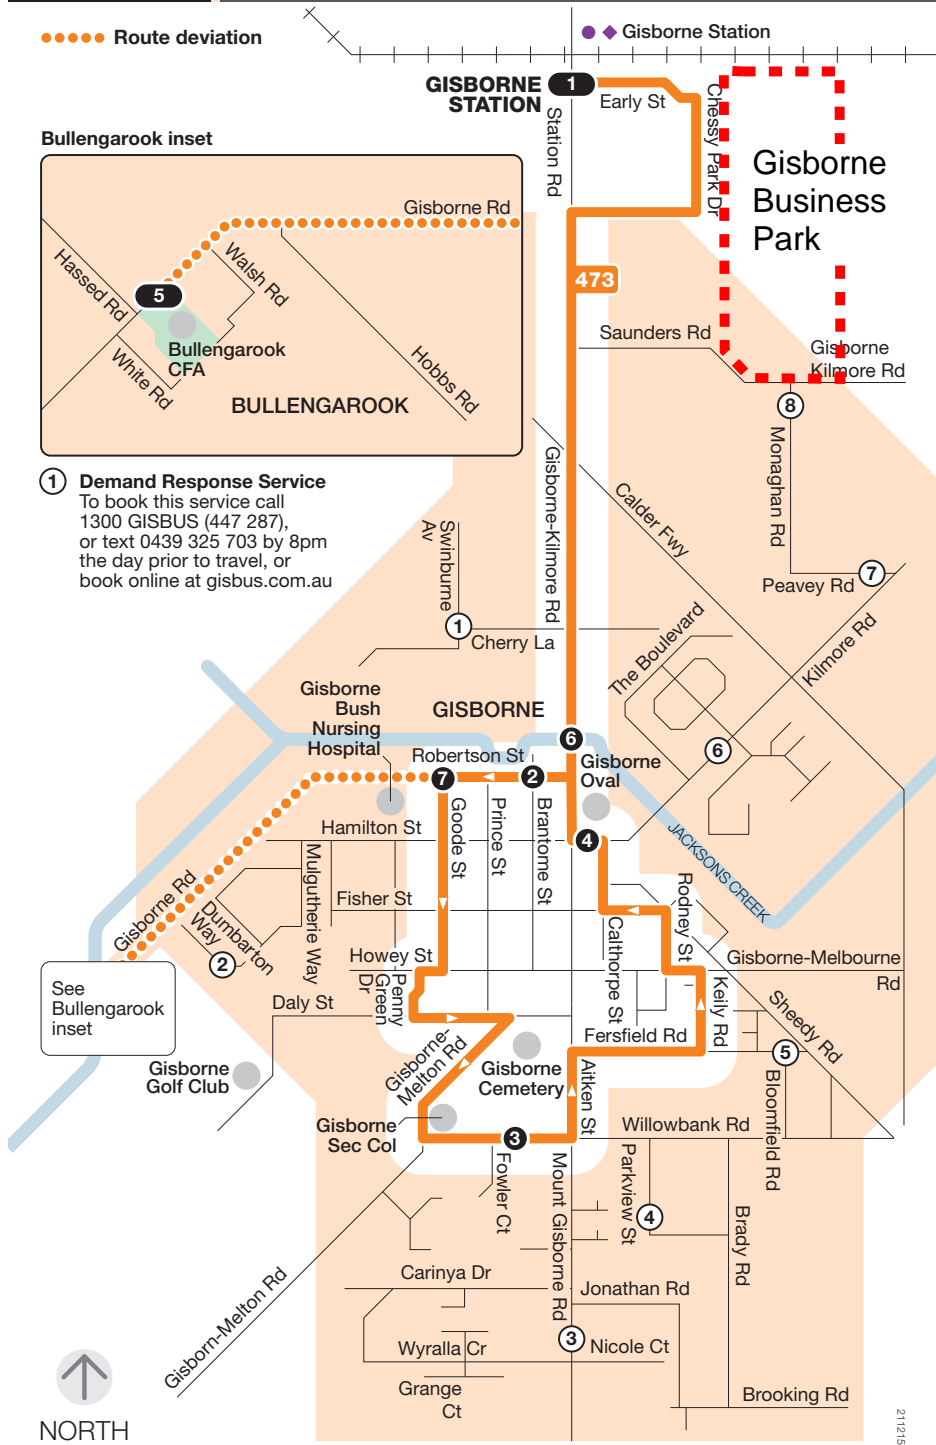 Route deviation
Gisborne Station
GISBORNE
STATION
1
Early St
Station Rd
Chessy Park Dr
Gisborne
Business
Park
Bullengarook inset
Gisborne Rd
Walsh Rd
Hassed Rd
5
Bullengarook
CFA
White Rd
Hobbs Rd
BULLENGAROOK
473
Saunders Rd
Gisborne
Kilmore Rd
8
Monaghan Rd
Gisborne-Kilmore Rd
Calder Fwy
1
Demand Response Service
To book this service call
1300 GISBUS (447 287),
or text 0439 325 703 by 8pm
the day prior to travel, or
book online at gisbus.com.au
Swinburne
Av
7
Peavey Rd
1
Cherry La
The Boulevard
Kilmore Rd
Gisborne
Bush
Nursing
Hospital
GISBORNE
6
6
Robertson St
Gisborne
Oval
7
2
Goode St
Prince St
Brantome St
Hamilton St
4
JACKSONS CREEK
Mulgutherie Way
Gisborne Rd
Fisher St
Dumbarton
Way
Rodney St
Calthorpe St
2
Howey St
Gisborne-Melbourne
Rd
Penny
Green
Dr
Keily Rd
See
Bullengarook
inset
Daly St
Sheedy Rd
Fersfield Rd
Gisborne-
Melton Rd
5
Gisborne
Golf Club
Gisborne
Cemetery
Aitken St
Bloomfield Rd
Gisborne
Sec Col
Willowbank Rd
3
Fowler Ct
Mount Gisborne Rd
Parkview St
4
Brady Rd
Gisborn-Melton Rd
Carinya Dr
Jonathan Rd
3
Wyralla Cr
Nicole Ct
Grange
Ct
Brooking Rd
NORTH
211215